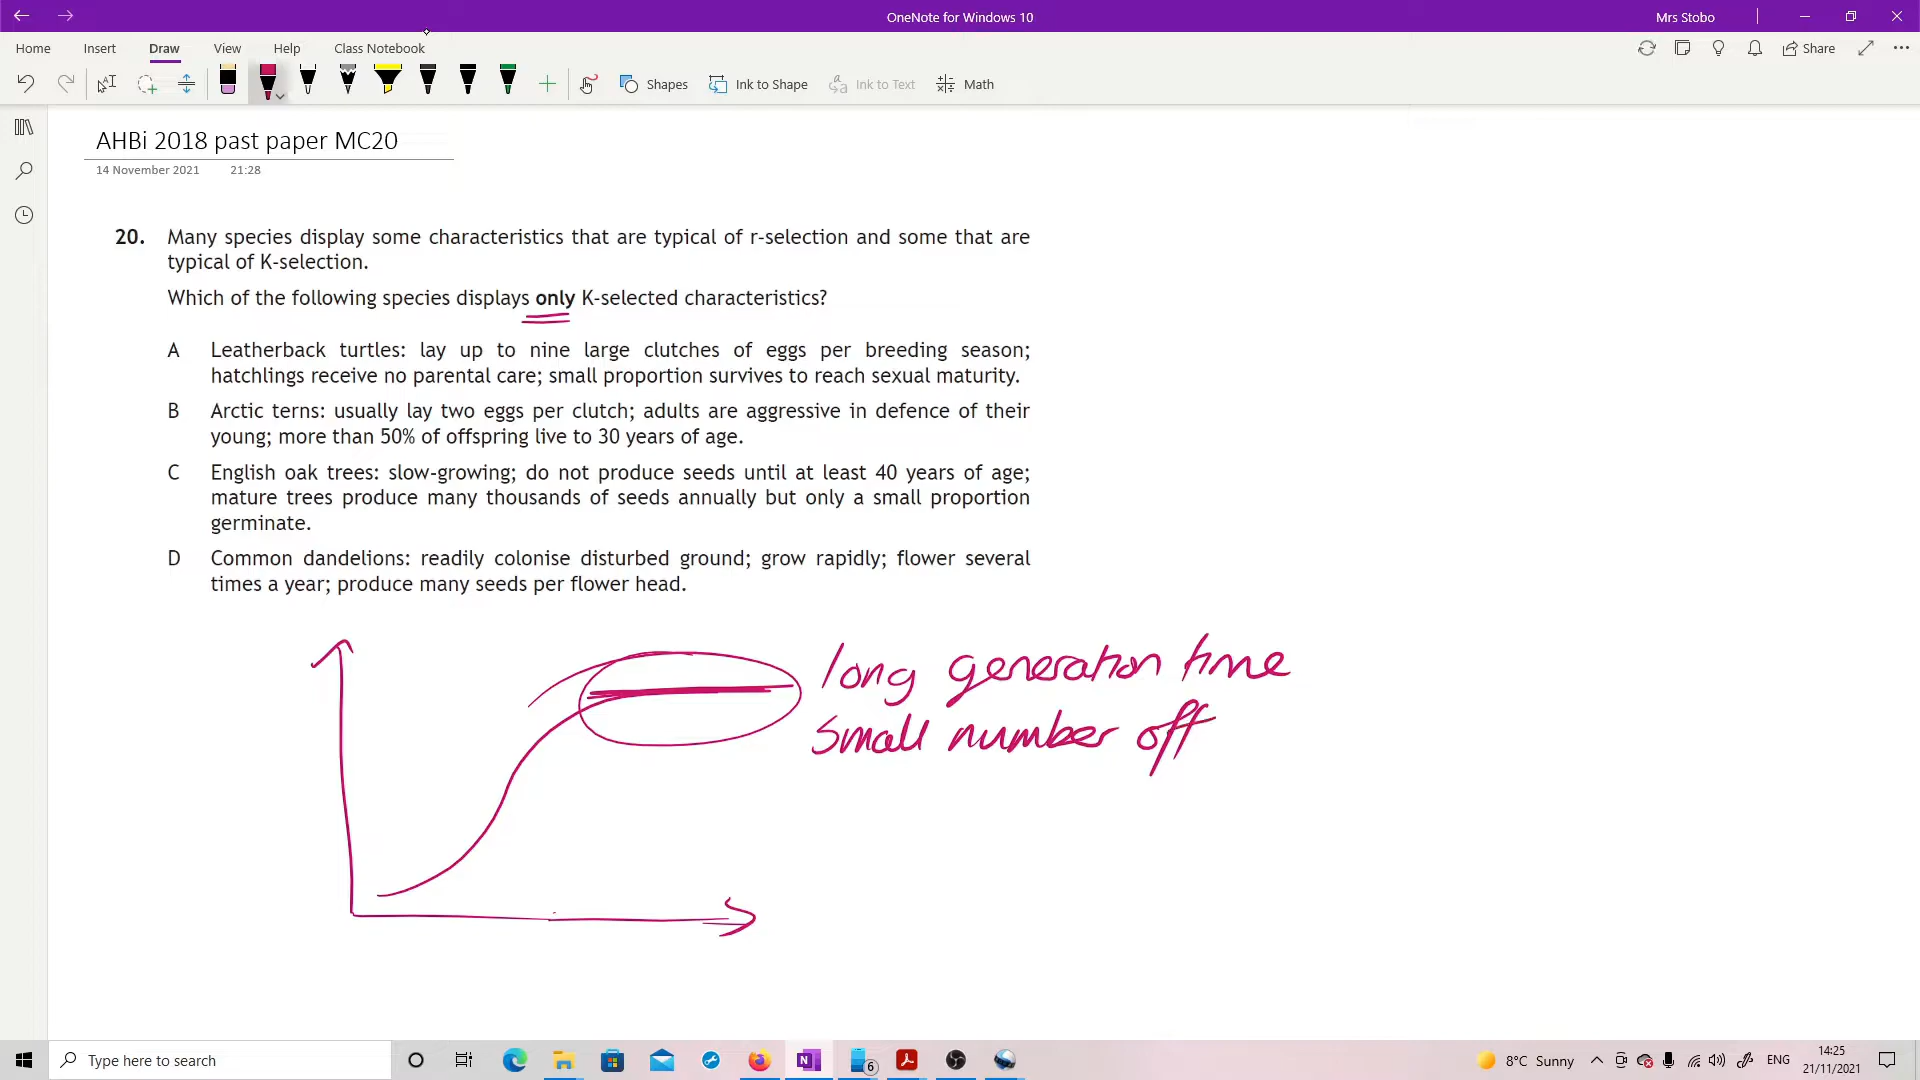 OneNote for Windows 10
Mrs Stobo
Home Insert Draw View Help Class Notebook
Share
Shapes Ink to Shape Ink to Text Math
AHBi 2018 past paper MC20
14 November 2021 21:28
20. Many species display some characteristics that are typical of r-selection and some that are
typical of K-selection.
Which of the following species displays only K-selected characteristics?
A Leatherback turtles: lay up to nine large clutches of eggs per breeding season;
hatchlings receive no parental care; small proportion survives to reach sexual maturity.
B Arctic terns: usually lay two eggs per clutch; adults are aggressive in defence of their
young; more than 50% of offspring live to 30 years of age.
C English oak trees: slow-growing; do not produce seeds until at least 40 years of age;
mature trees produce many thousands of seeds annually but only a small proportion
germinate.
D Common dandelions: readily colonise disturbed ground; grow rapidly; flower several
times a year; produce many seeds per flower head.
long generation time
small number off
Type here to search
6
8°C Sunny
ENG
14:25
21/11/2021